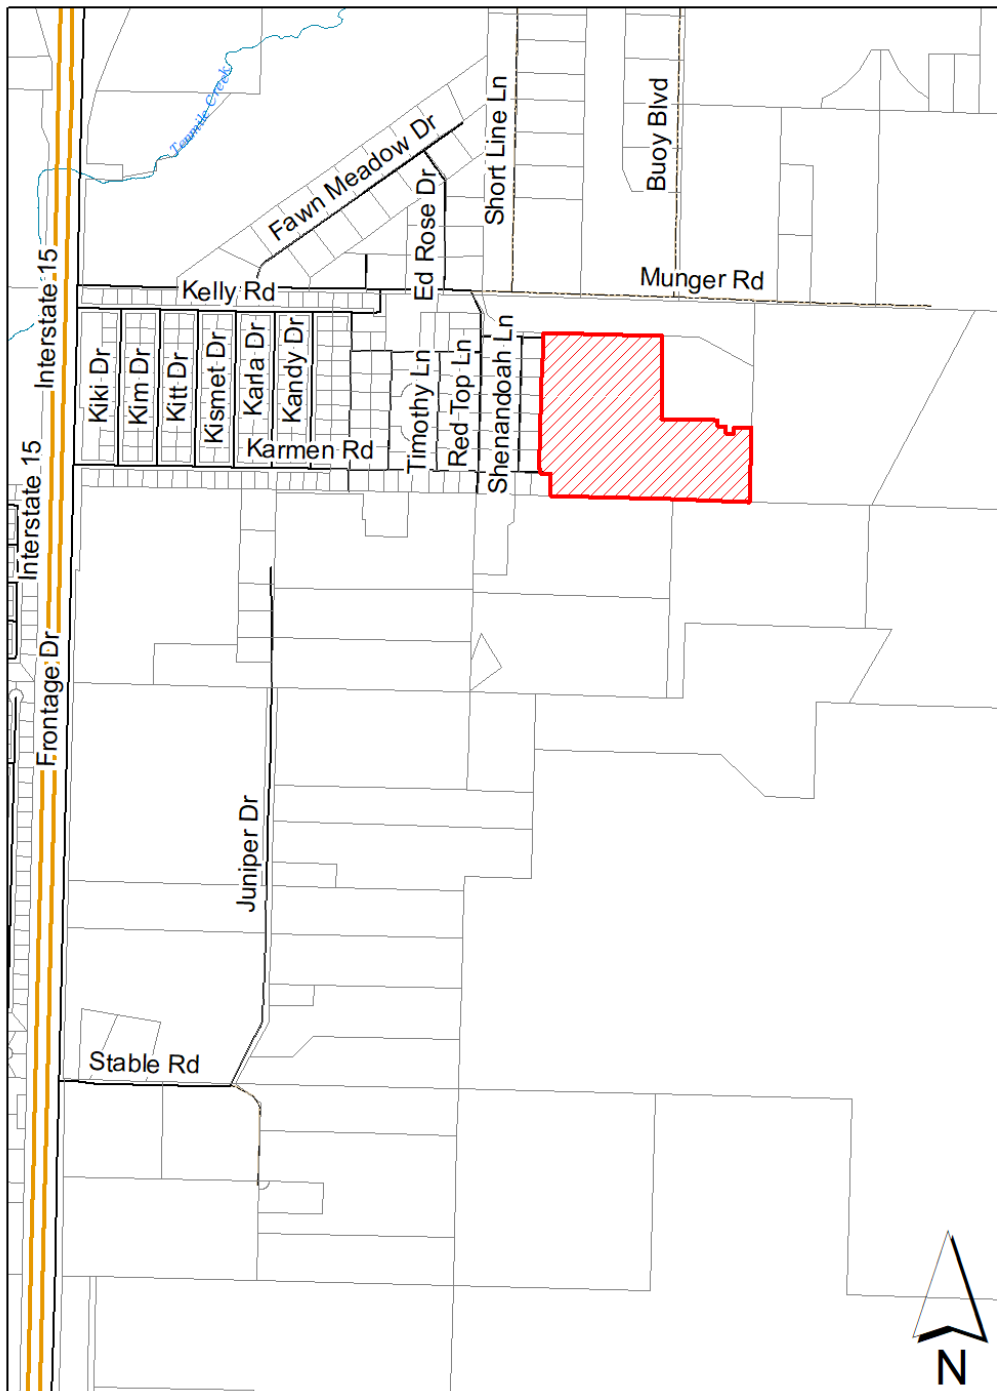 Tenmile Creek
Short Line Ln
Buoy Blvd
Fawn Meadow Dr
Ed Rose Dr
Munger Rd
Kelly Rd
Interstate 15
Kiki Dr
Kim Dr
Kitt Dr
Kismet Dr
Karla Dr
Kandy Dr
Timothy Ln
Red Top Ln
Shenandoah Ln
Karmen Rd
Interstate 15
Frontage Dr
Juniper Dr
Stable Rd
N